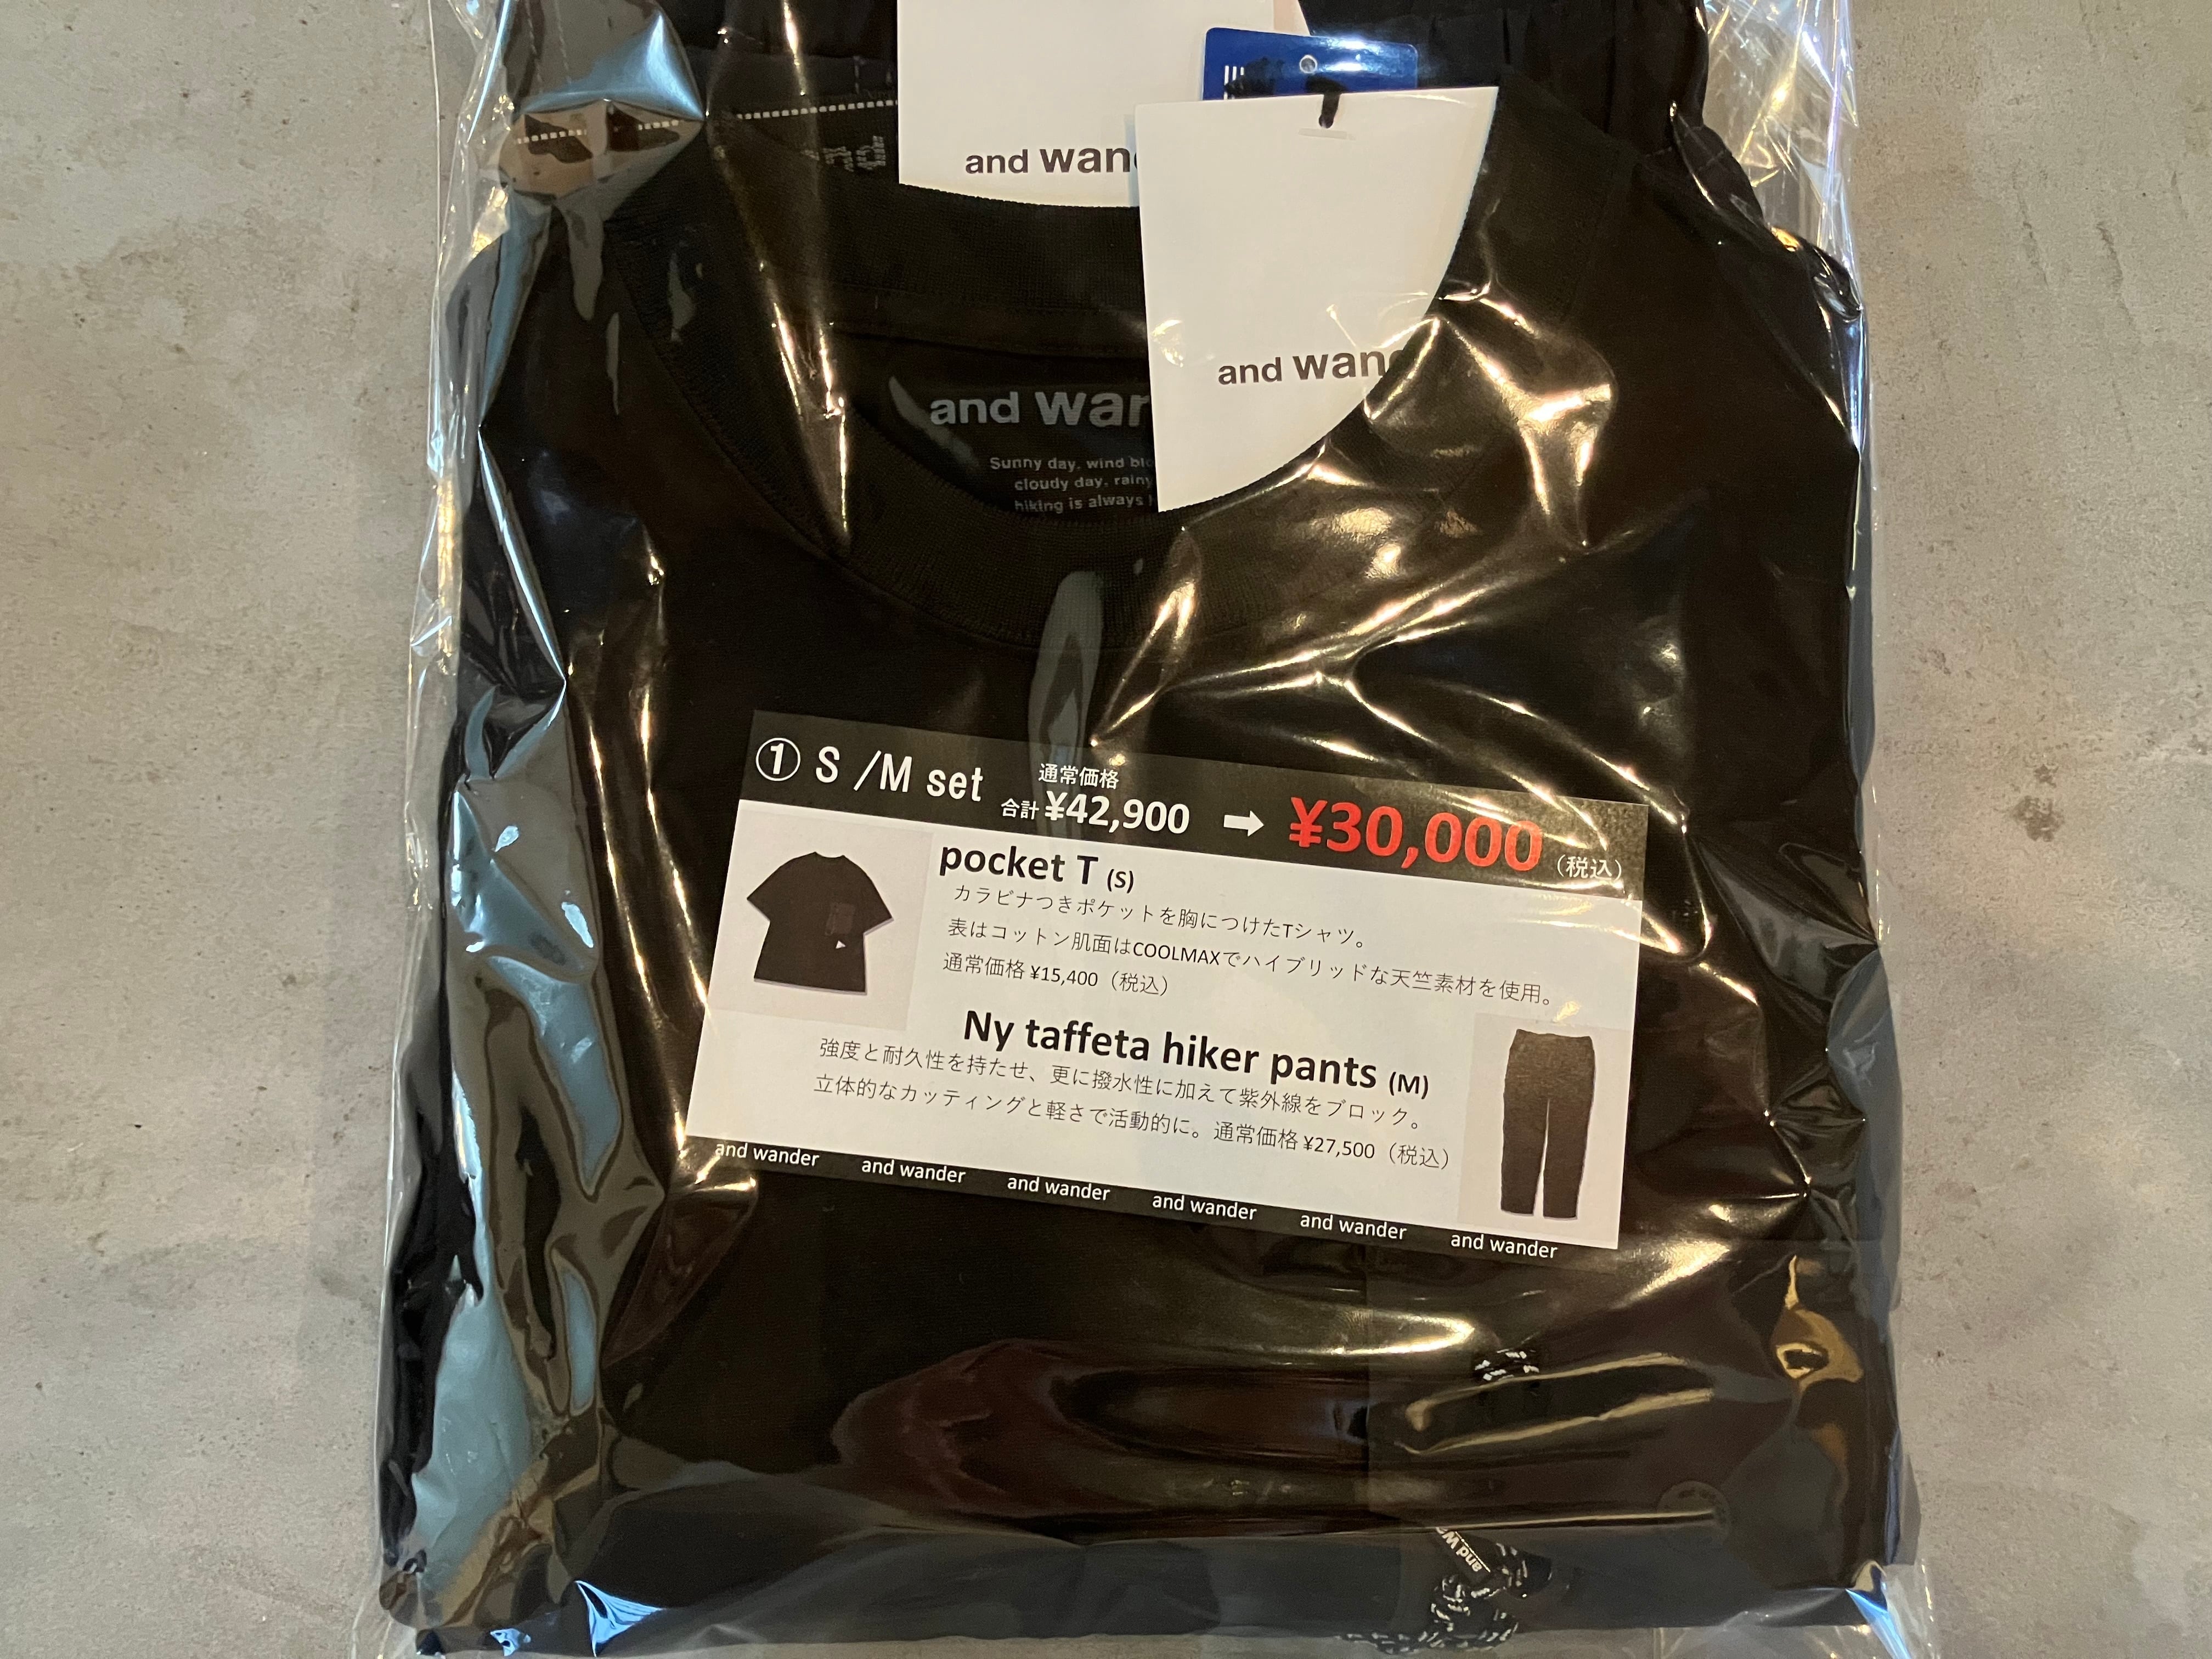 and
and
and
Sunny day, wind
cloudy day,
hiking is always
① S /M set
通常価格
合計 ¥42,900 → ¥30,000 (税込)
pocket T (S)
カラビナつきポケットを胸につけたTシャツ。
表はコットン肌面はCOOLMAXでハイブリッドな天竺素材を使用。
通常価格 ¥15,400（税込）
Ny taffeta hiker pants (M)
強度と耐久性を持たせ、更に撥水性に加えて紫外線をブロック。
立体的なカッティングと軽さで活動的に。通常価格 ¥27,500（税込）
and wander and wander and wander and wander and wander and wander
and